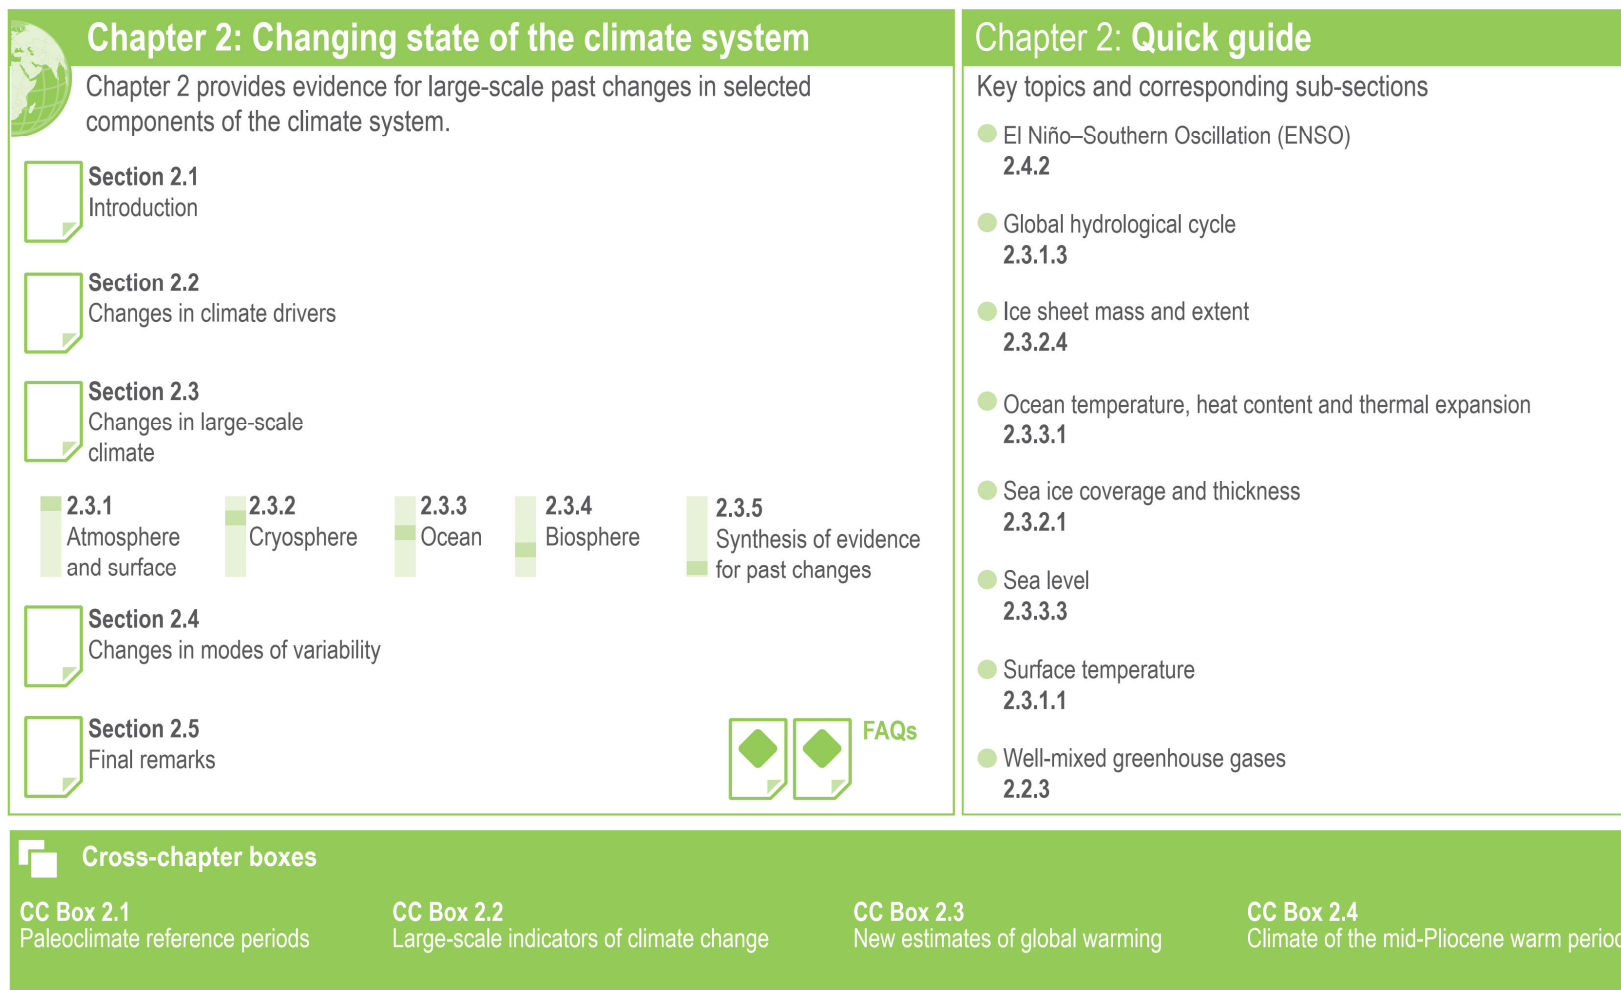 Chapter 2: Changing state of the climate system
Chapter 2 provides evidence for large-scale past changes in selected
components of the climate system.
Section 2.1
Introduction
Section 2.2
Changes in climate drivers
Section 2.3
Changes in large-scale
climate
2.3.1
Atmosphere
and surface
2.3.2
Cryosphere
2.3.3
Ocean
2.3.4
Biosphere
2.3.5
Synthesis of evidence
for past changes
Section 2.4
Changes in modes of variability
Section 2.5
Final remarks
FAQs
Chapter 2: Quick guide
Key topics and corresponding sub-sections
El Niño–Southern Oscillation (ENSO)
2.4.2
Global hydrological cycle
2.3.1.3
Ice sheet mass and extent
2.3.2.4
Ocean temperature, heat content and thermal expansion
2.3.3.1
Sea ice coverage and thickness
2.3.2.1
Sea level
2.3.3.3
Surface temperature
2.3.1.1
Well-mixed greenhouse gases
2.2.3
Cross-chapter boxes
CC Box 2.1
Paleoclimate reference periods
CC Box 2.2
Large-scale indicators of climate change
CC Box 2.3
New estimates of global warming
CC Box 2.4
Climate of the mid-Pliocene warm period